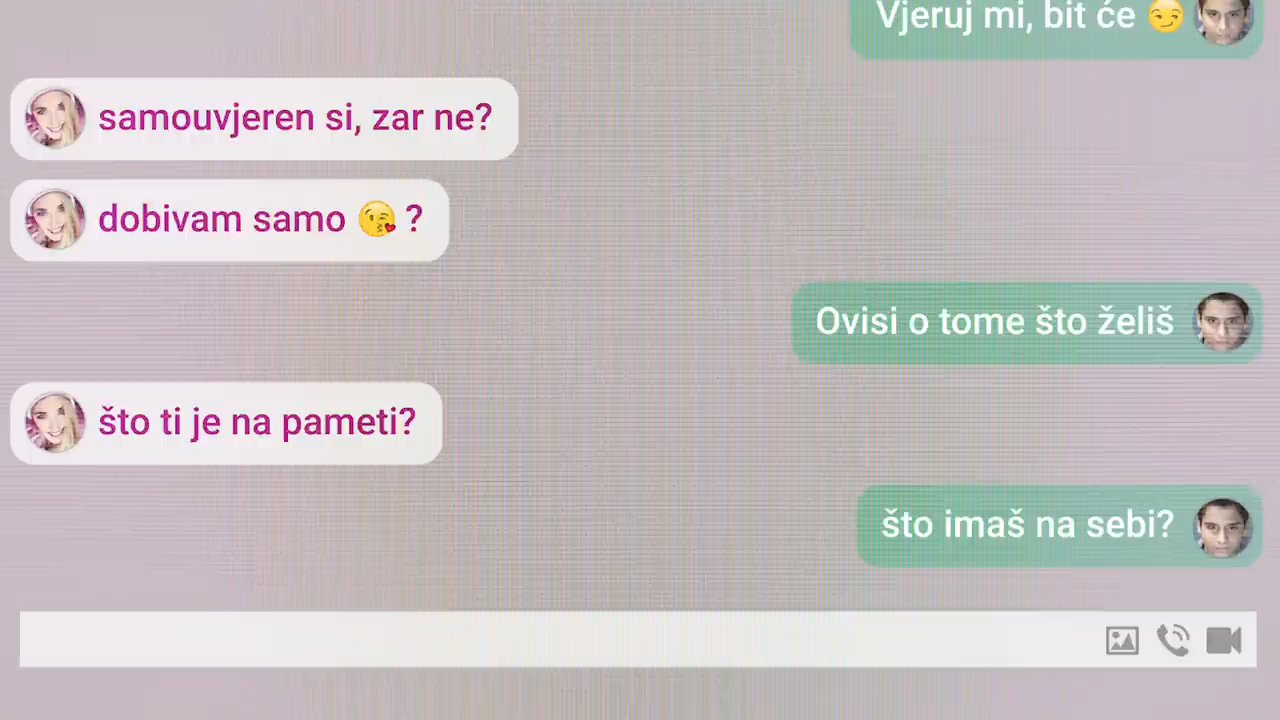 Vjeruj mi, bit će 😏
samouvjeren si, zar ne?
dobivam samo 😘 ?
Ovisi o tome što želiš
što ti je na pameti?
što imaš na sebi?